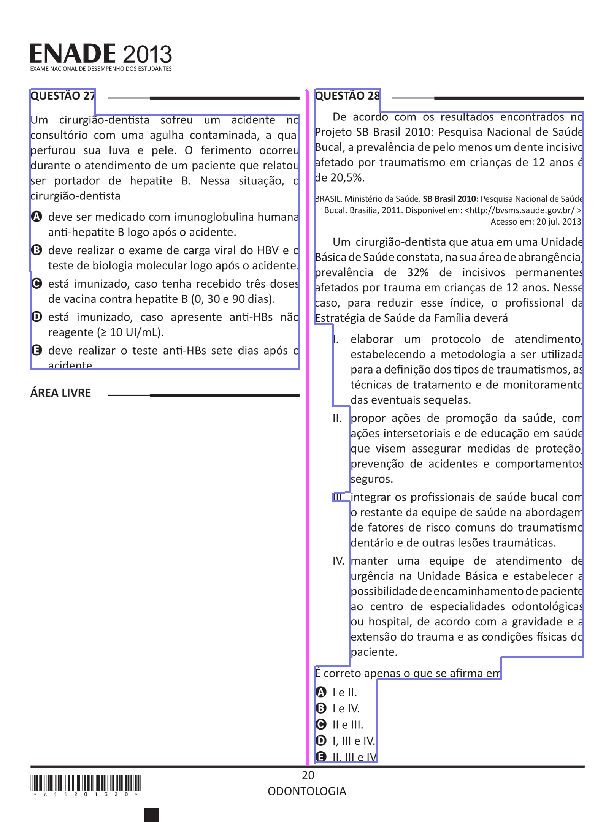 ENADE 2013
EXAME NACIONAL DE DESEMPENHO DOS ESTUDANTES
QUESTÃO 27
Um cirurgião-dentista sofreu um acidente no
consultório com uma agulha contaminada, a qual
perfurou sua luva e pele. O ferimento ocorreu
durante o atendimento de um paciente que relatou
ser portador de hepatite B. Nessa situação, o
cirurgião-dentista
A deve ser medicado com imunoglobulina humana
anti-hepatite B logo após o acidente.
B deve realizar o exame de carga viral do HBV e o
teste de biologia molecular logo após o acidente.
C está imunizado, caso tenha recebido três doses
de vacina contra hepatite B (0, 30 e 90 dias).
D está imunizado, caso apresente anti-HBs não
reagente (≥ 10 UI/mL).
E deve realizar o teste anti-HBs sete dias após o
acidente.
ÁREA LIVRE
QUESTÃO 28
De acordo com os resultados encontrados no
Projeto SB Brasil 2010: Pesquisa Nacional de Saúde
Bucal, a prevalência de pelo menos um dente incisivo
afetado por traumatismo em crianças de 12 anos é
de 20,5%.
BRASIL. Ministério da Saúde. SB Brasil 2010: Pesquisa Nacional de Saúde
Bucal. Brasília, 2011. Disponível em: <http://bvsms.saude.gov.br/ >.
Acesso em: 20 jul. 2013.
Um cirurgião-dentista que atua em uma Unidade
Básica de Saúde constata, na sua área de abrangência,
prevalência de 32% de incisivos permanentes
afetados por trauma em crianças de 12 anos. Nesse
caso, para reduzir esse índice, o profissional da
Estratégia de Saúde da Família deverá
I. elaborar um protocolo de atendimento,
estabelecendo a metodologia a ser utilizada
para a definição dos tipos de traumatismos, as
técnicas de tratamento e de monitoramento
das eventuais sequelas.
II. propor ações de promoção da saúde, com
ações intersetoriais e de educação em saúde
que visem assegurar medidas de proteção,
prevenção de acidentes e comportamentos
seguros.
III. integrar os profissionais de saúde bucal com
o restante da equipe de saúde na abordagem
de fatores de risco comuns do traumatismo
dentário e de outras lesões traumáticas.
IV. manter uma equipe de atendimento de
urgência na Unidade Básica e estabelecer a
possibilidade de encaminhamento de paciente
ao centro de especialidades odontológicas
ou hospital, de acordo com a gravidade e a
extensão do trauma e as condições físicas do
paciente.
É correto apenas o que se afirma em
A I e II.
B I e IV.
C II e III.
D I, III e IV.
E II, III e IV.
20
ODONTOLOGIA